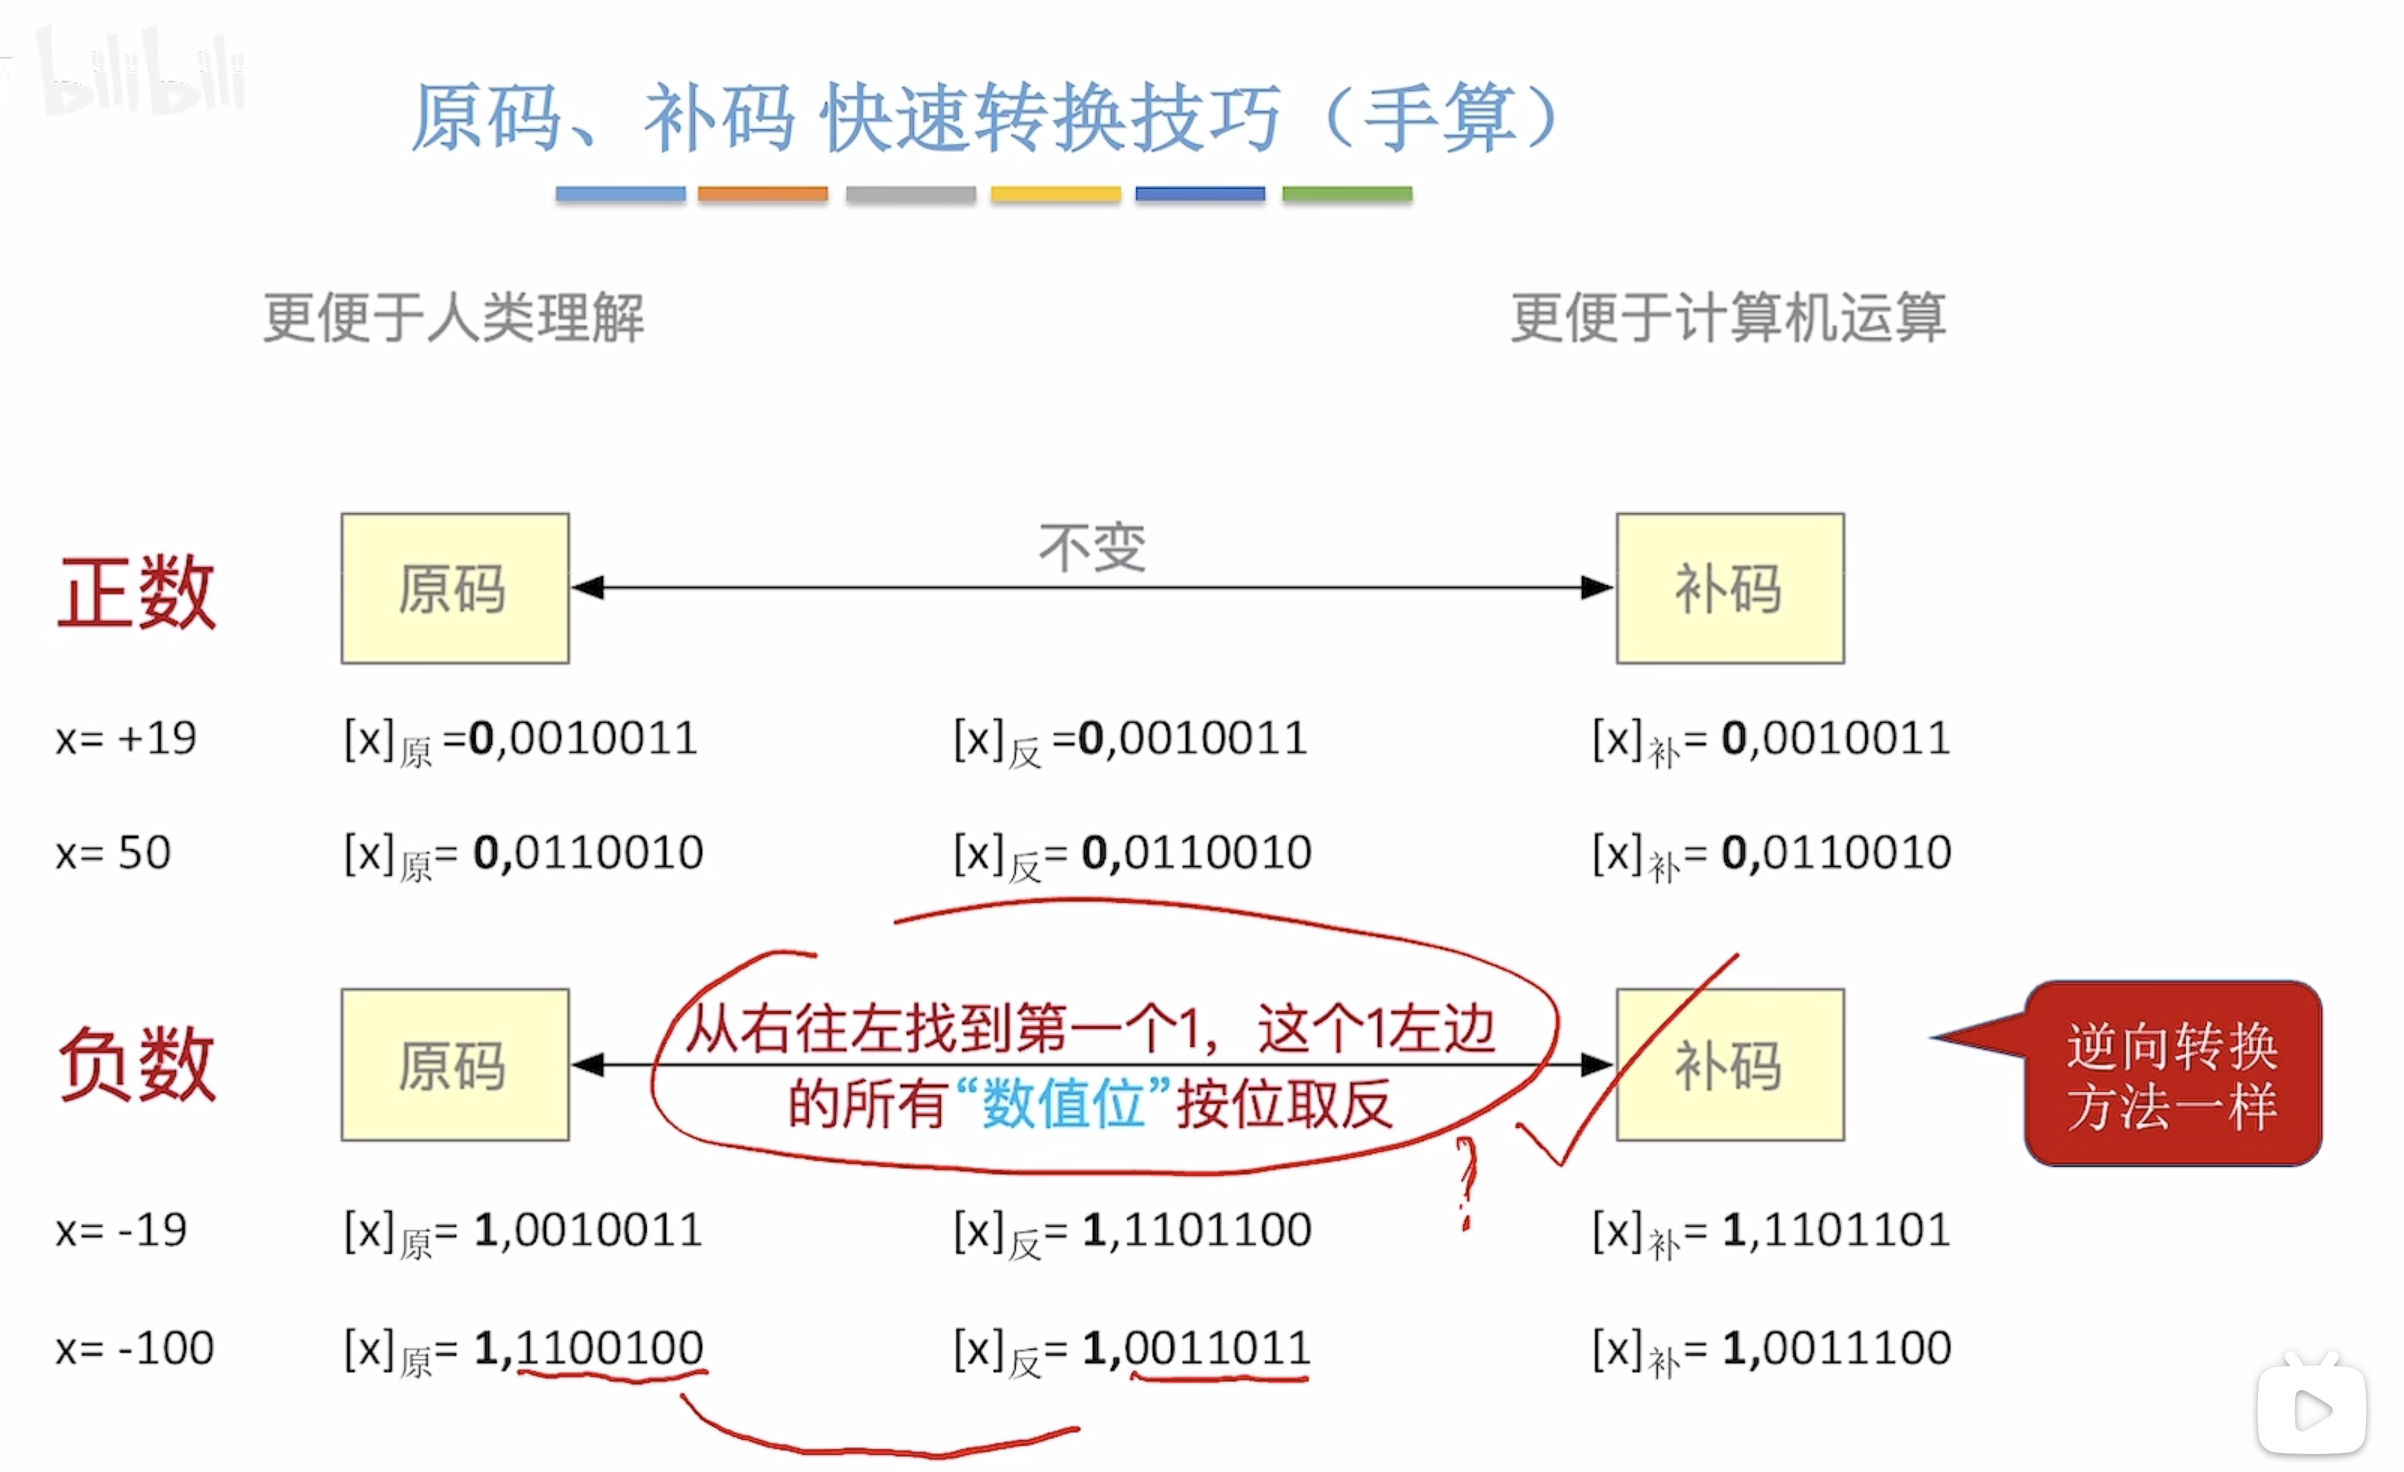 bilibili
原码、补码 快速转换技巧（手算）
更便于人类理解
更便于计算机运算
正数
原码
不变
补码
x= +19
[x]原 =0,0010011
[x]反 =0,0010011
[x]补= 0,0010011
x= 50
[x]原= 0,0110010
[x]反= 0,0110010
[x]补= 0,0110010
负数
原码
从右往左找到第一个1，这个1左边
的所有“数值位”按位取反
补码
逆向转换
方法一样
?
x= -19
[x]原= 1,0010011
[x]反= 1,1101100
[x]补= 1,1101101
x= -100
[x]原= 1,1100100
[x]反= 1,0011011
[x]补= 1,0011100